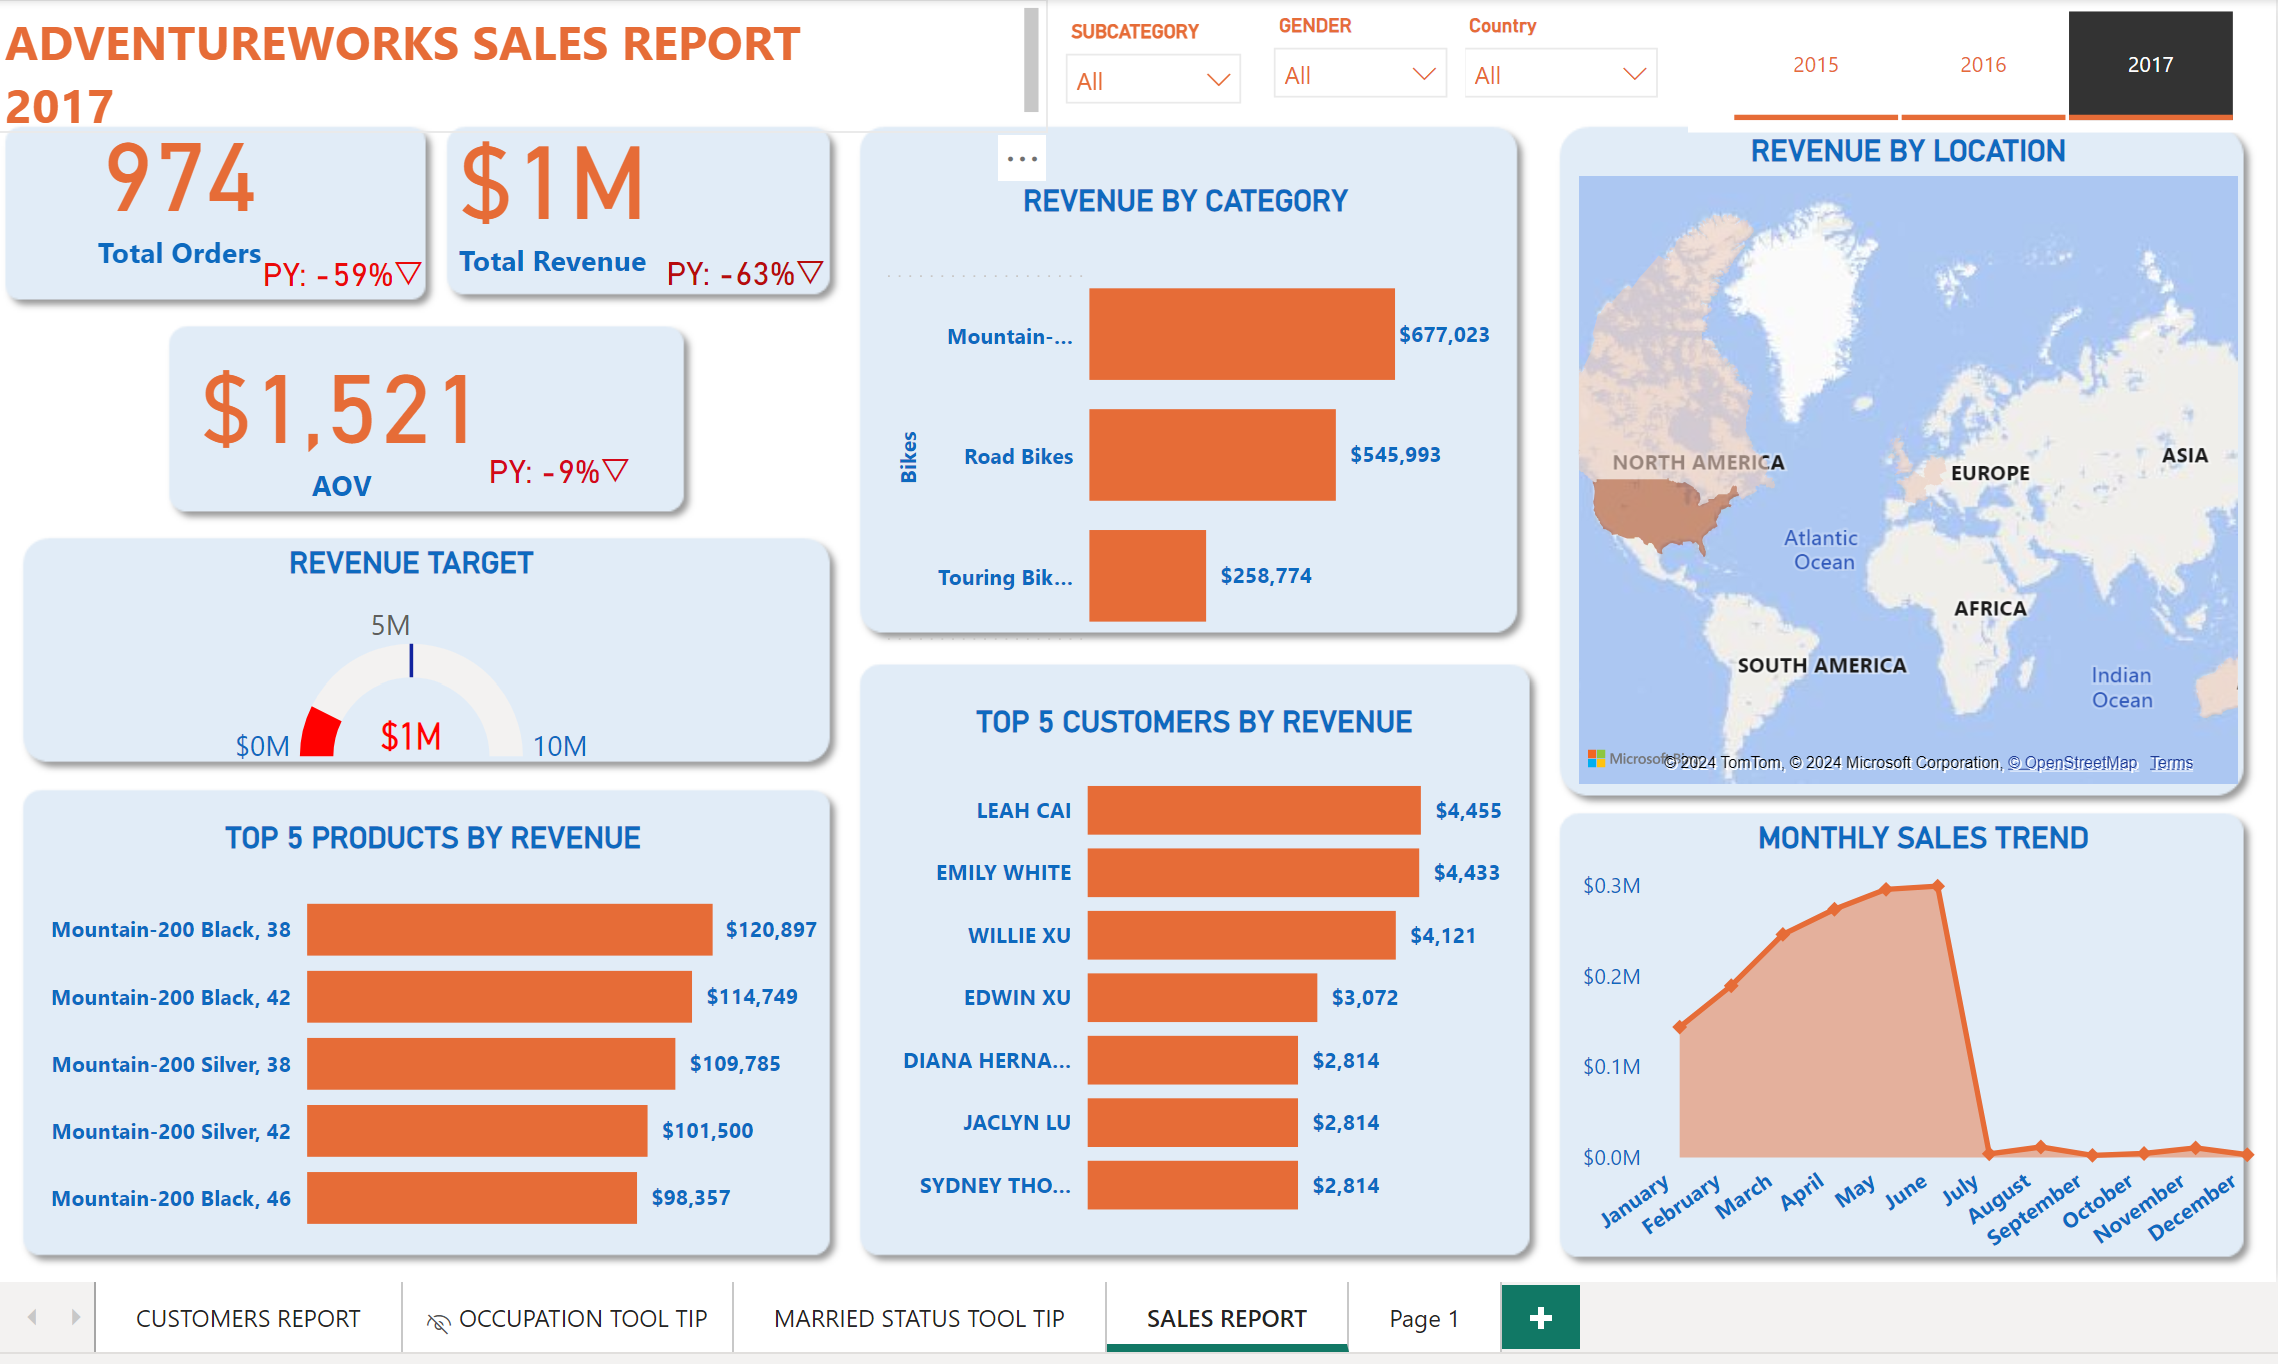 ADVENTUREWORKS SALES REPORT
2017
SUBCATEGORY
All
GENDER
All
Country
All
2015
2016
2017
974
Total Orders
PY: -59%▽
$1M
Total Revenue
PY: -63%▽
$1,521
AOV
PY: -9%▽
REVENUE TARGET
5M
$0M
$1M
10M
TOP 5 PRODUCTS BY REVENUE
Mountain-200 Black, 38 $120,897
Mountain-200 Black, 42 $114,749
Mountain-200 Silver, 38 $109,785
Mountain-200 Silver, 42 $101,500
Mountain-200 Black, 46 $98,357
...
REVENUE BY CATEGORY
Bikes
Mountain-... $677,023
Road Bikes $545,993
Touring Bik... $258,774
TOP 5 CUSTOMERS BY REVENUE
LEAH CAI $4,455
EMILY WHITE $4,433
WILLIE XU $4,121
EDWIN XU $3,072
DIANA HERNA... $2,814
JACLYN LU $2,814
SYDNEY THO... $2,814
REVENUE BY LOCATION
NORTH AMERICA
EUROPE
ASIA
Atlantic
Ocean
AFRICA
SOUTH AMERICA
Indian
Ocean
Microsoft
© 2024 TomTom, © 2024 Microsoft Corporation, © OpenStreetMap Terms
MONTHLY SALES TREND
$0.3M
$0.2M
$0.1M
$0.0M
January
February
March
April
May
June
July
August
September
October
November
December
CUSTOMERS REPORT
OCCUPATION TOOL TIP
MARRIED STATUS TOOL TIP
SALES REPORT
Page 1
+